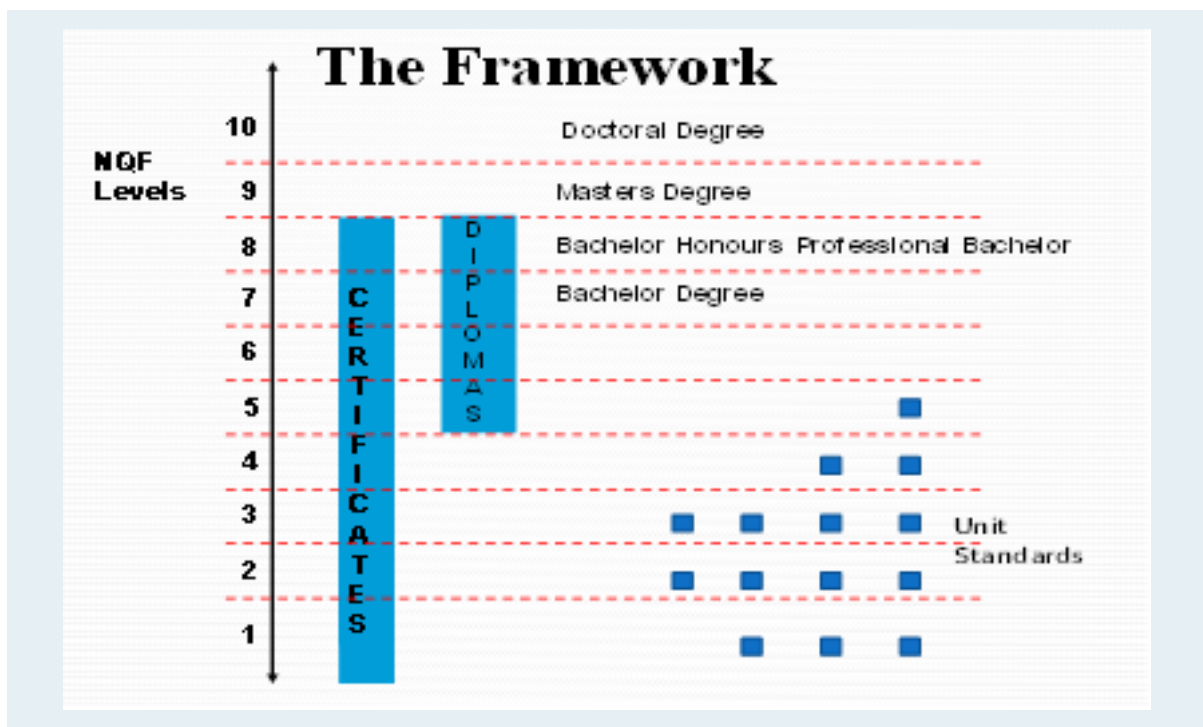 The Framework
10 Doctoral Degree
NQF
Levels
9 Masters Degree
8 Bachelor Honours Professional Bachelor
7 Bachelor Degree
6
5
4
3
2
1
CERTIFICATES
DIPLOMAS
Unit
Standards